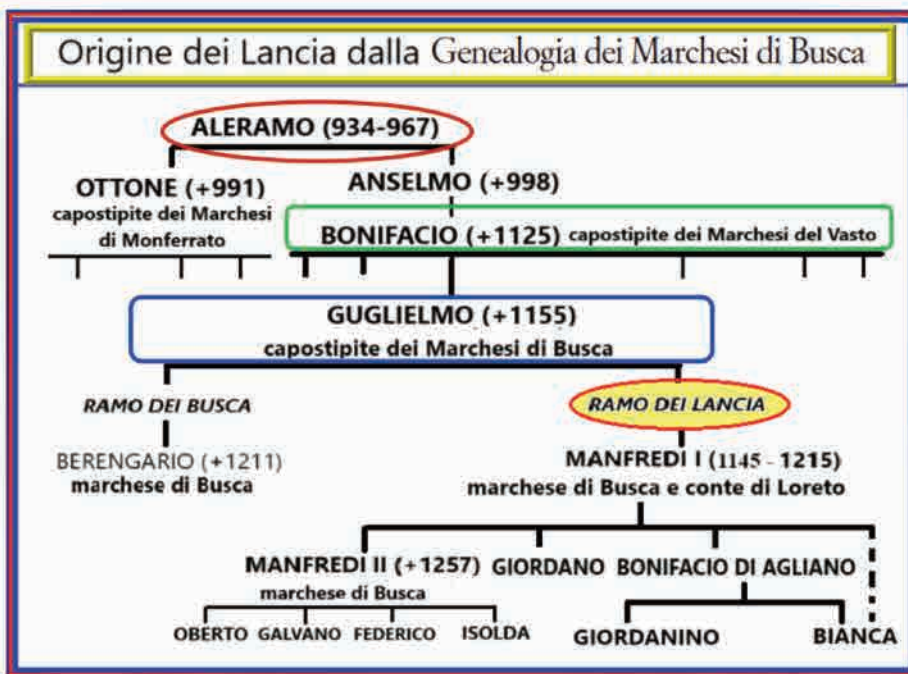 Origine dei Lancia dalla Genealogia dei Marchesi di Busca
ALERAMO (934-967)
OTTONE (+991)
capostipite dei Marchesi
di Monferrato
ANSELMO (+998)
BONIFACIO (+1125) capostipite dei Marchesi del Vasto
GUGLIELMO (+1155)
capostipite dei Marchesi di Busca
RAMO DEI BUSCA
RAMO DEI LANCIA
BERENGARIO (+1211)
marchese di Busca
MANFREDI I (1145 - 1215)
marchese di Busca e conte di Loreto
MANFREDI II (+1257)
marchese di Busca
GIORDANO
BONIFACIO DI AGLIANO
OBERTO
GALVANO
FEDERICO
ISOLDA
GIORDANINO
BIANCA